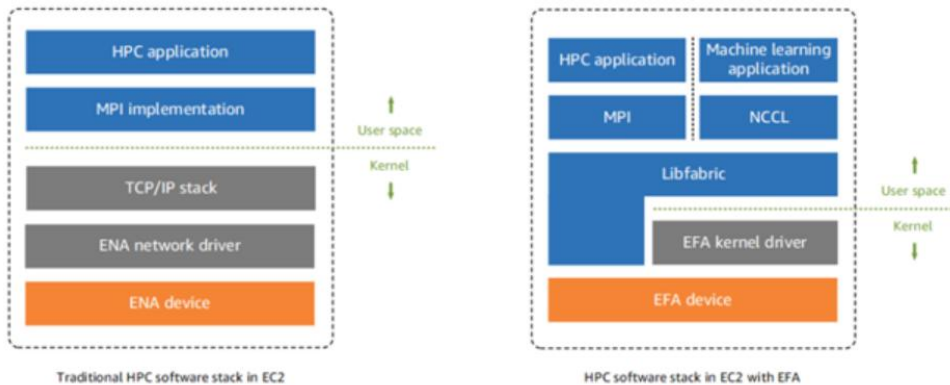 HPC application
MPI implementation
User space
Kernel
TCP/IP stack
ENA network driver
ENA device
Traditional HPC software stack in EC2
HPC application
Machine learning
application
MPI
NCCL
Libfabric
User space
Kernel
EFA kernel driver
EFA device
HPC software stack in EC2 with EFA